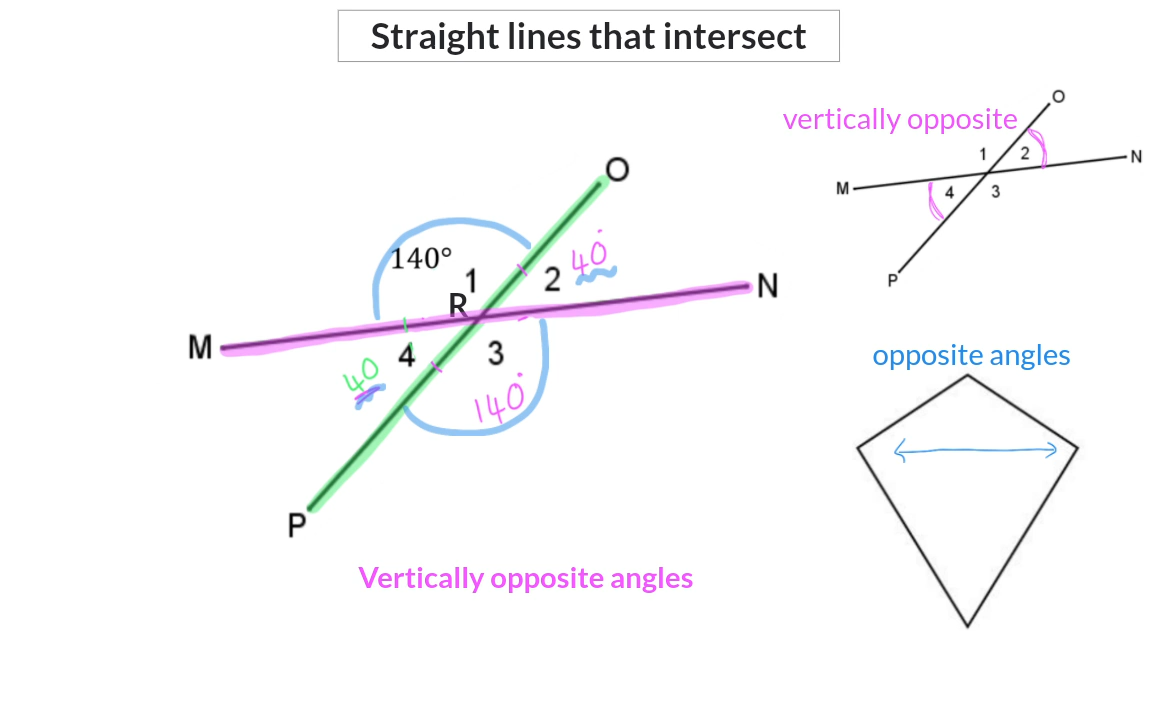 Straight lines that intersect
O
vertically opposite
1
2
N
M
4
3
P
O
140°
1
2
40°
R
N
M
4
3
40
140°
P
opposite angles
Vertically opposite angles